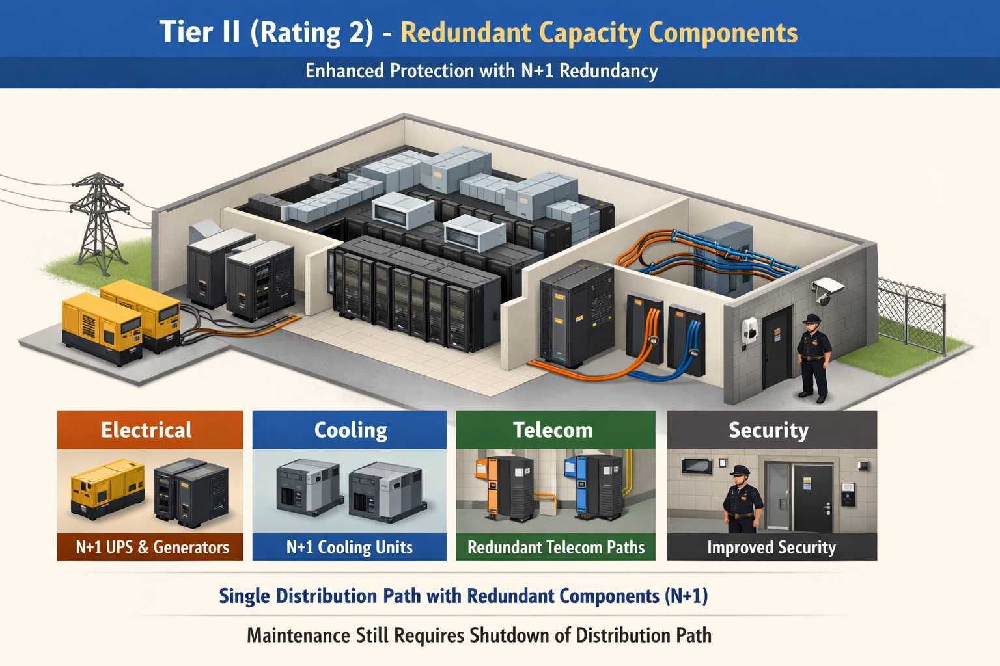 Tier II (Rating 2) - Redundant Capacity Components
Enhanced Protection with N+1 Redundancy
Electrical
N+1 UPS & Generators
Cooling
N+1 Cooling Units
Telecom
Redundant Telecom Paths
Security
Improved Security
Single Distribution Path with Redundant Components (N+1)
Maintenance Still Requires Shutdown of Distribution Path